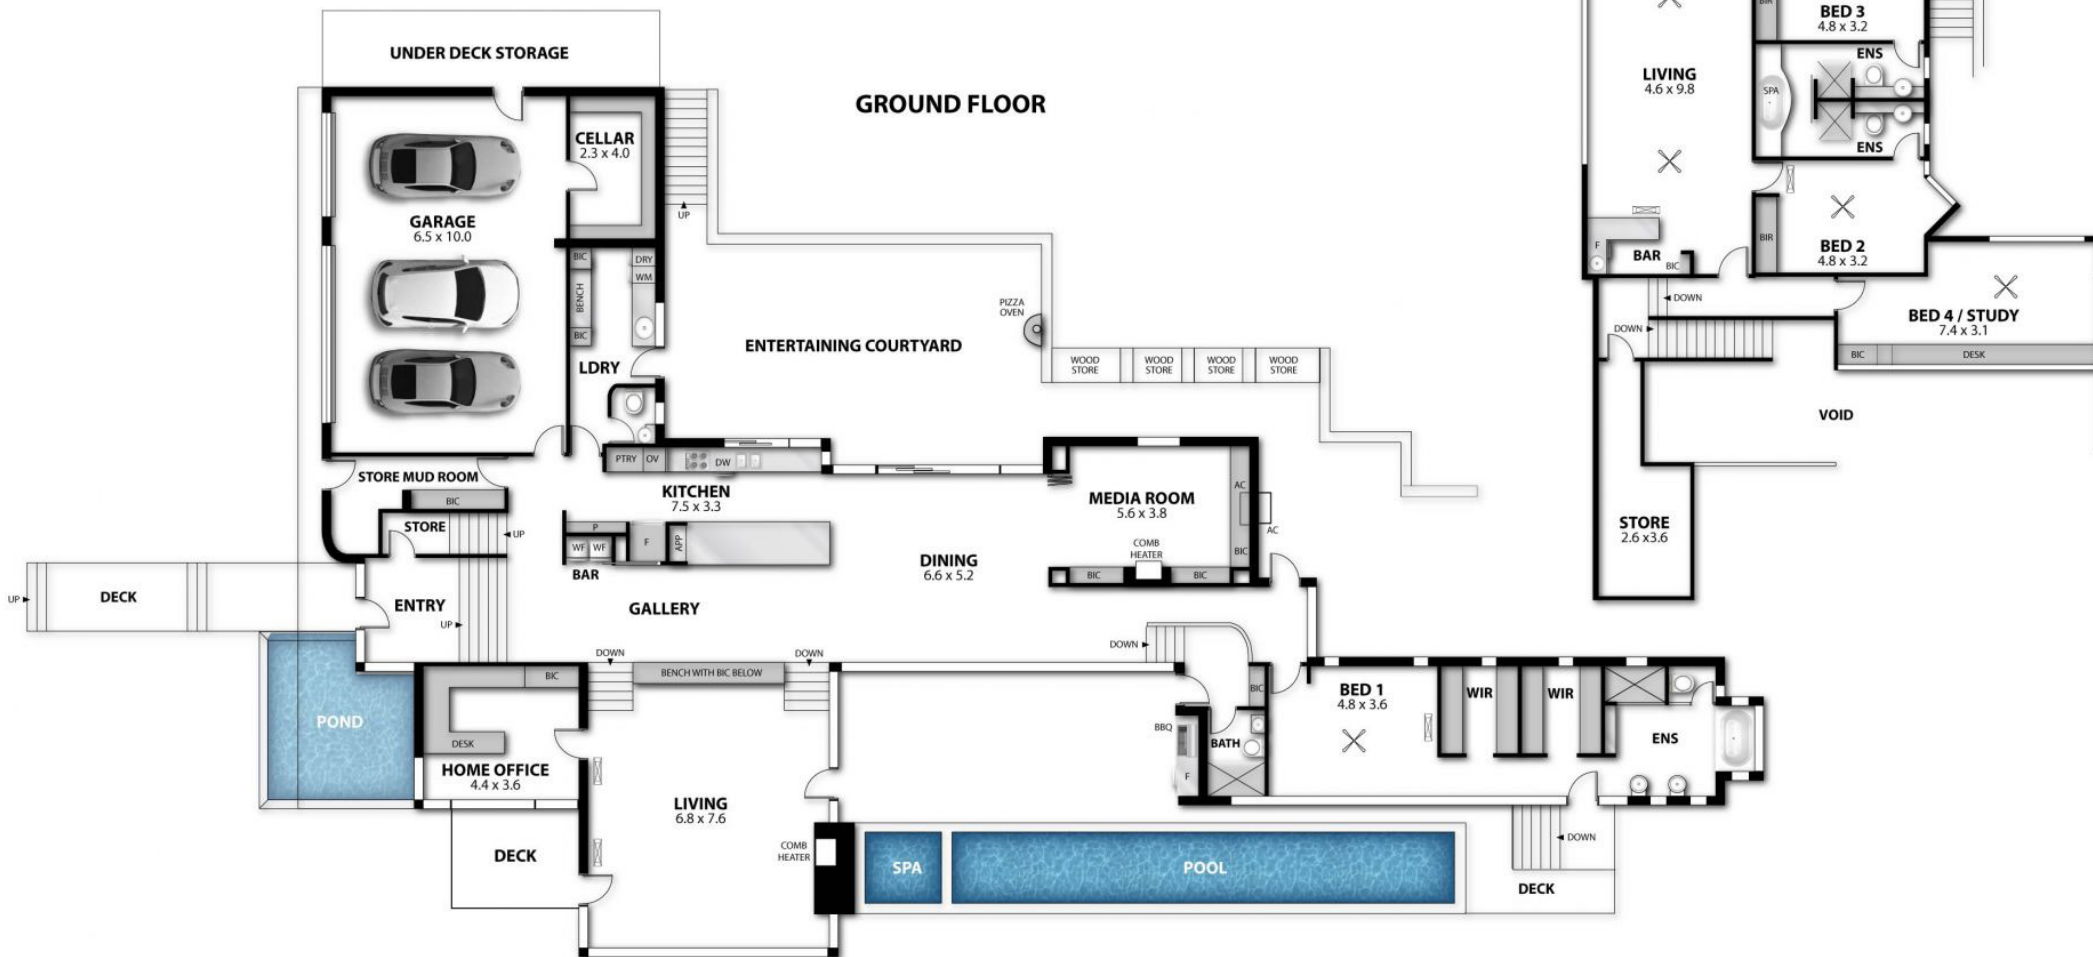 UNDER DECK STORAGE
GROUND FLOOR
CELLAR
2.3 x 4.0
GARAGE
6.5 x 10.0
UP
BIC
DRY
WM
BENCH
BIC
LDRY
PIZZA
OVEN
ENTERTAINING COURTYARD
WOOD
STORE
WOOD
STORE
WOOD
STORE
WOOD
STORE
PTRY
OV
DW
STORE MUD ROOM
BIC
STORE
UP
KITCHEN
7.5 x 3.3
P
WF
WF
F
APP
BAR
MEDIA ROOM
5.6 x 3.8
AC
AC
BIC
COMB
HEATER
BIC
BIC
DINING
6.6 x 5.2
UP
DECK
ENTRY
UP
GALLERY
DOWN
DOWN
DOWN
BENCH WITH BIC BELOW
POND
BIC
DESK
HOME OFFICE
4.4 x 3.6
DECK
LIVING
6.8 x 7.6
COMB
HEATER
SPA
POOL
BBQ
F
BIC
BATH
BED 1
4.8 x 3.6
WIR
WIR
ENS
DOWN
DECK
BIR
BED 3
4.8 x 3.2
LIVING
4.6 x 9.8
SPA
ENS
ENS
F
BAR
BIC
BIR
BED 2
4.8 x 3.2
DOWN
DOWN
BED 4 / STUDY
7.4 x 3.1
BIC
DESK
VOID
STORE
2.6 x3.6